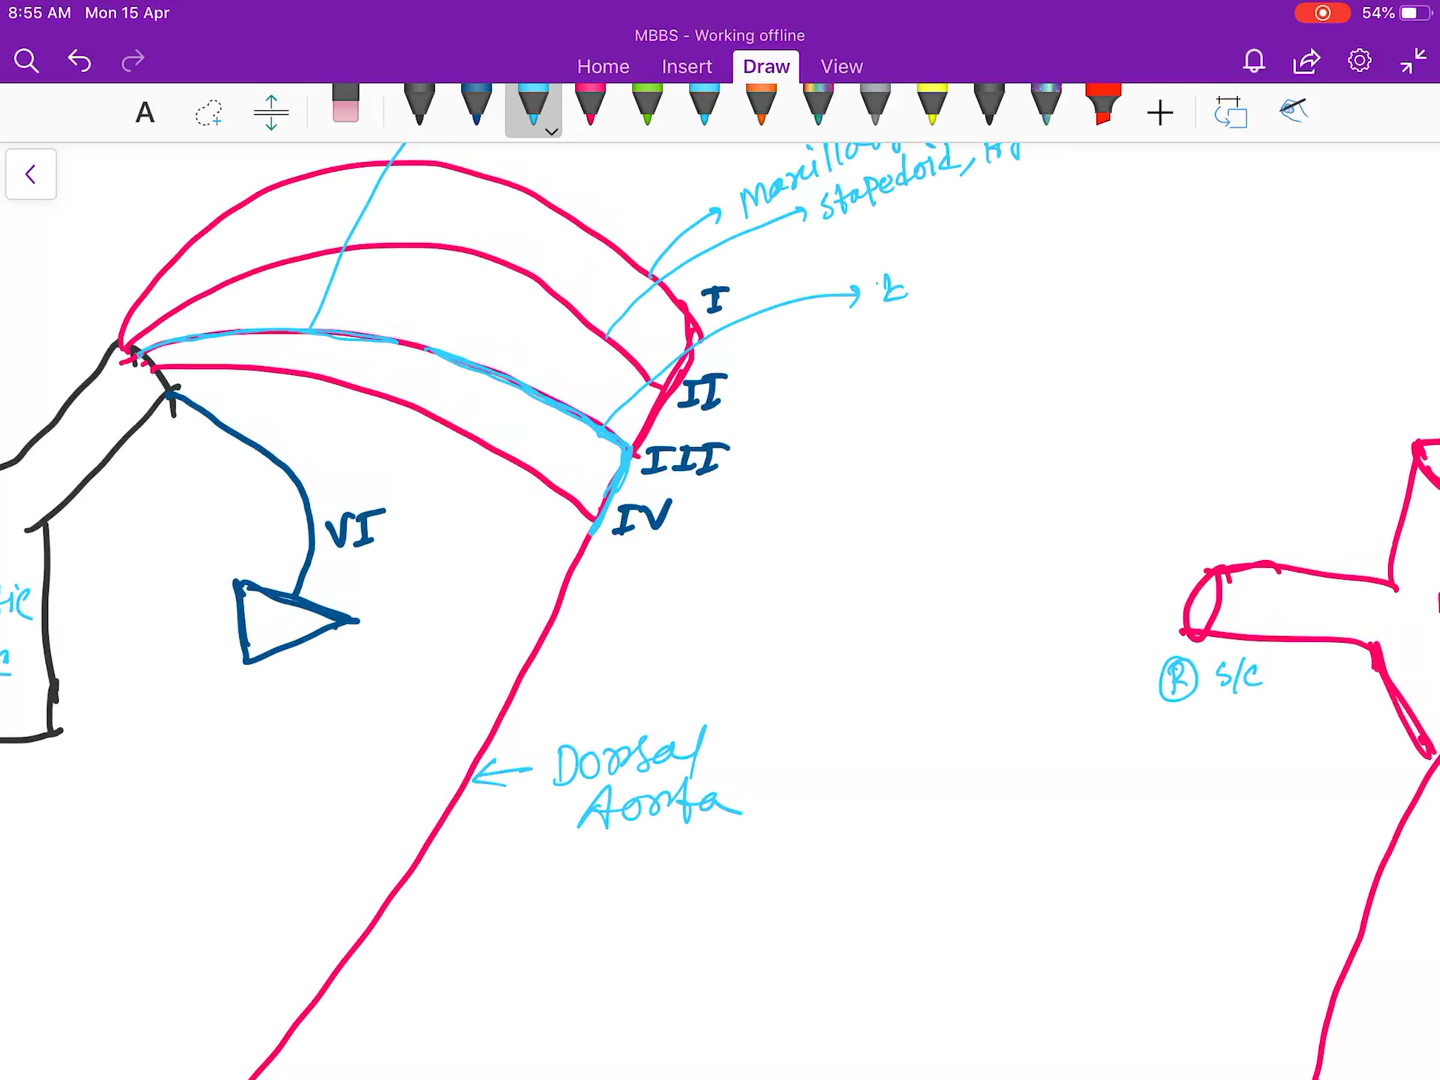 8:55 AM Mon 15 Apr
54%
MBBS - Working offline
Home Insert Draw View
A
stapedoid,
I
II
III
IV
VI
Dorsal
Aorta
R S/C